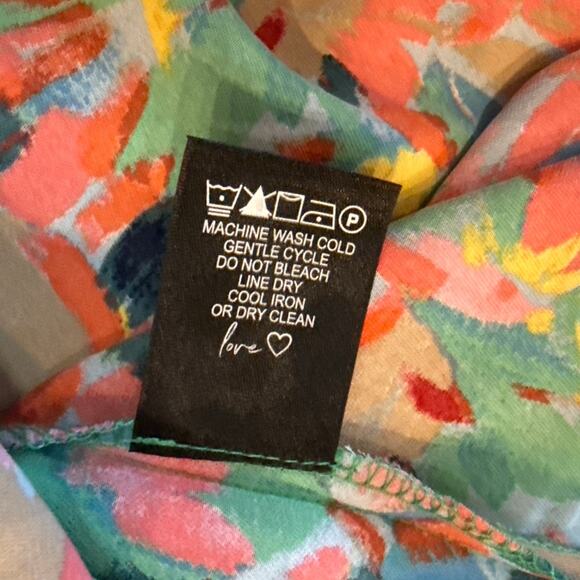 P
MACHINE WASH COLD
GENTLE CYCLE
DO NOT BLEACH
LINE DRY
COOL IRON
OR DRY CLEAN
love